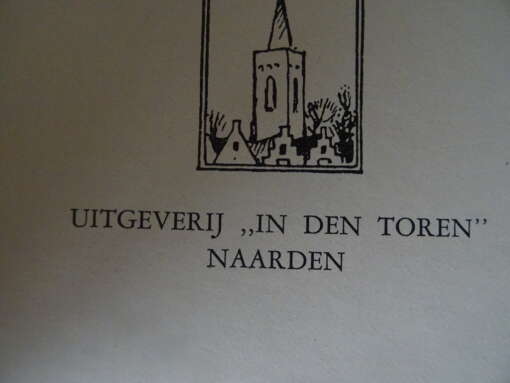 UITGEVERIJ „IN DEN TOREN”
NAARDEN